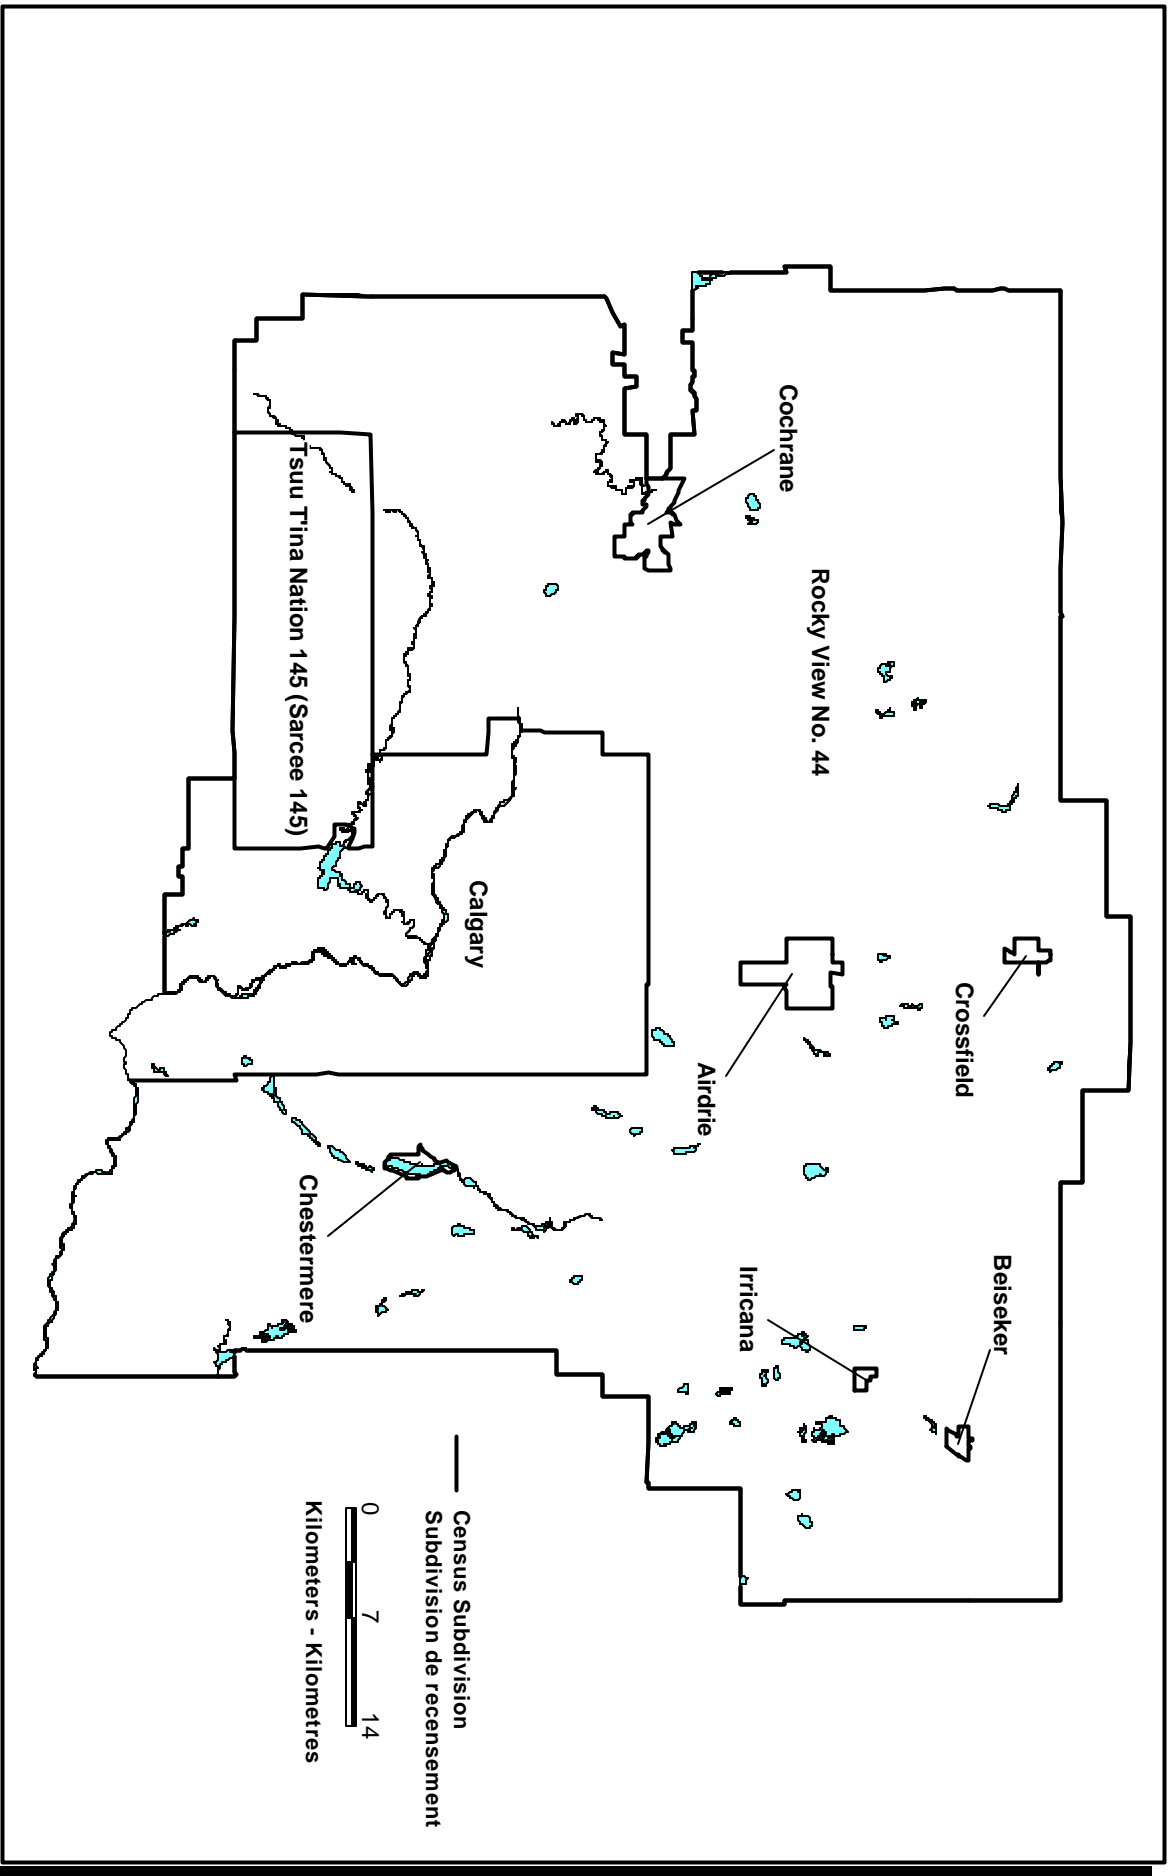 Crossfield
Beiseker
Cochrane
Rocky View No. 44
Irricana
Airdrie
Calgary
Census Subdivision
Subdivision de recensement
0 7 14
Kilometers - Kilometres
Chestermere
Tsuu T'ina Nation 145 (Sarcee 145)